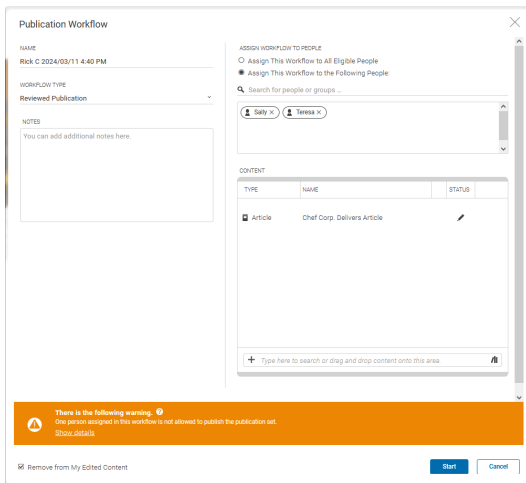 Publication Workflow
NAME
Rick C 2024/03/11 4:40 PM
WORKFLOW TYPE
Reviewed Publication
NOTES
You can add additional notes here.
ASSIGN WORKFLOW TO PEOPLE
Assign This Workflow to All Eligible People
Assign This Workflow to the Following People:
Search for people or groups ...
Sally × Teresa ×
CONTENT
TYPE NAME STATUS
Article Chef Corp. Delivers Article
Type here to search or drag and drop content onto this area
There is the following warning.
One person assigned in this workflow is not allowed to publish the publication set.
Show details
Remove from My Edited Content
Start Cancel